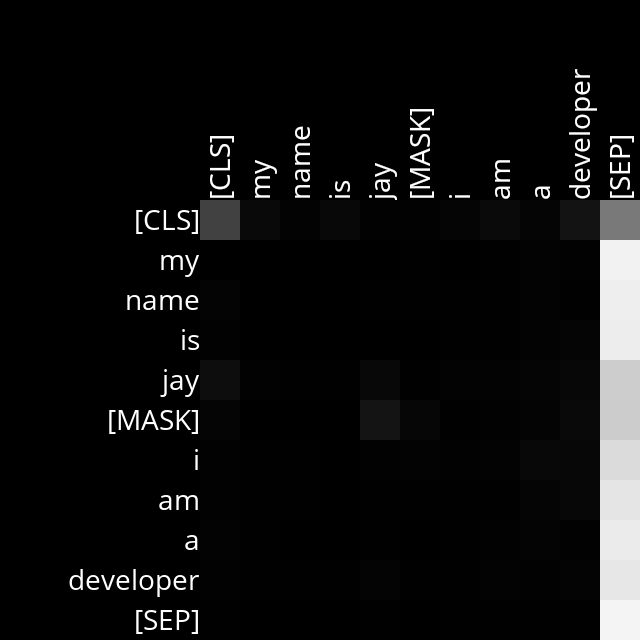 [CLS] my name is jay [MASK] i am a developer [SEP]
[CLS]
my
name
is
jay
[MASK]
i
am
a
developer
[SEP]